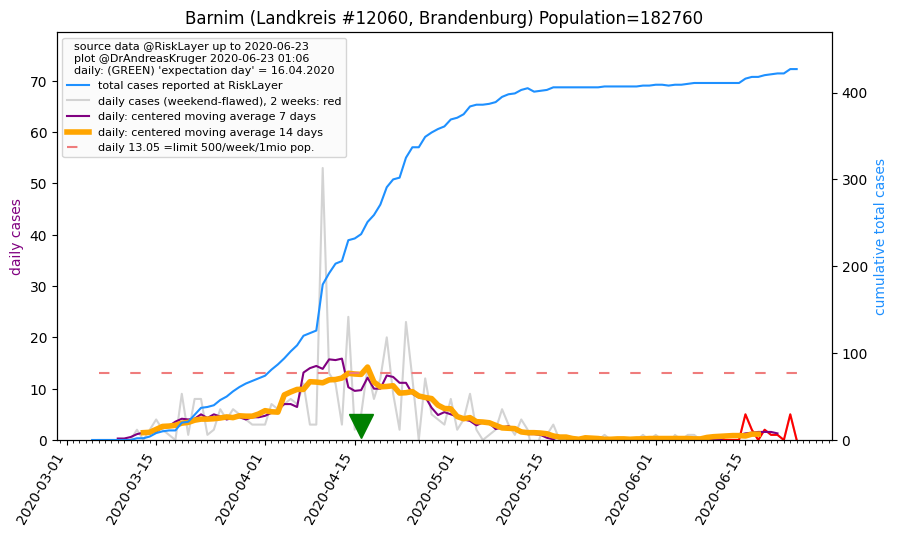 Barnim (Landkreis #12060, Brandenburg) Population=182760
source data @RiskLayer up to 2020-06-23
plot @DrAndreasKruger 2020-06-23 01:06
daily: (GREEN) 'expectation day' = 16.04.2020
total cases reported at RiskLayer
daily cases (weekend-flawed), 2 weeks: red
daily: centered moving average 7 days
daily: centered moving average 14 days
daily 13.05 =limit 500/week/1mio pop.
daily cases
70
60
50
40
30
20
10
0
cumulative total cases
400
300
200
100
0
2020-03-01
2020-03-15
2020-04-01
2020-04-15
2020-05-01
2020-05-15
2020-06-01
2020-06-15